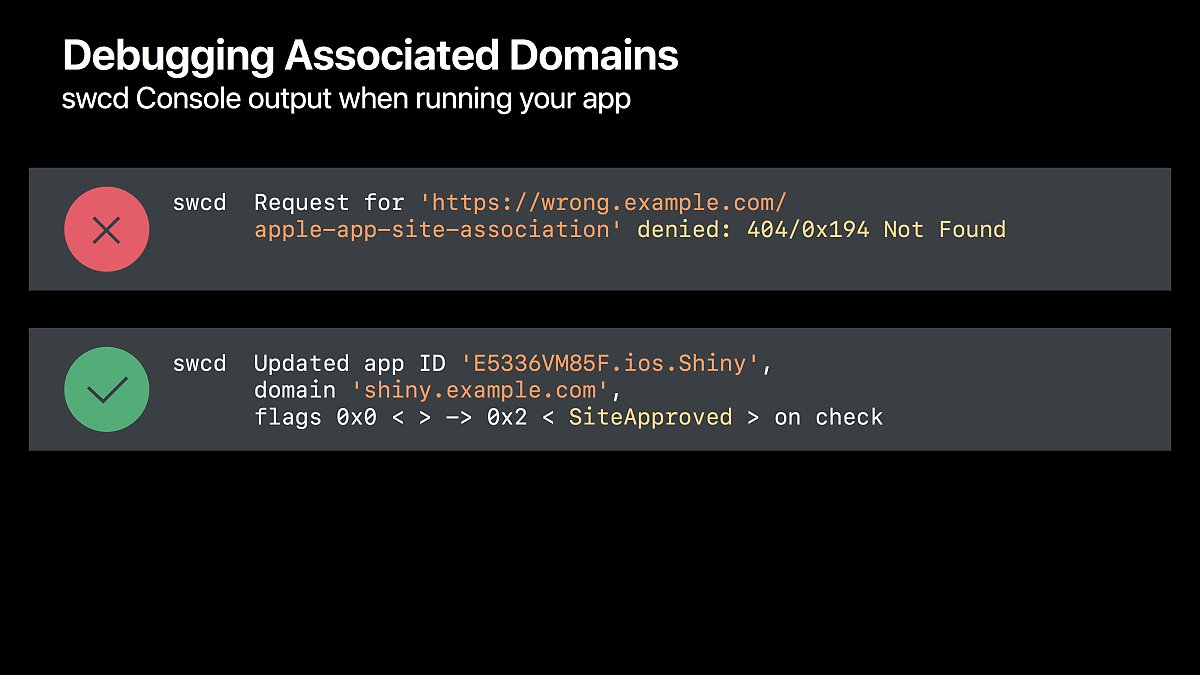 Debugging Associated Domains
swcd Console output when running your app
swcd Request for 'https://wrong.example.com/
apple-app-site-association' denied: 404/0x194 Not Found
swcd Updated app ID 'E5336VM85F.ios.Shiny',
domain 'shiny.example.com',
flags 0x0 < > —> 0x2 < SiteApproved > on check